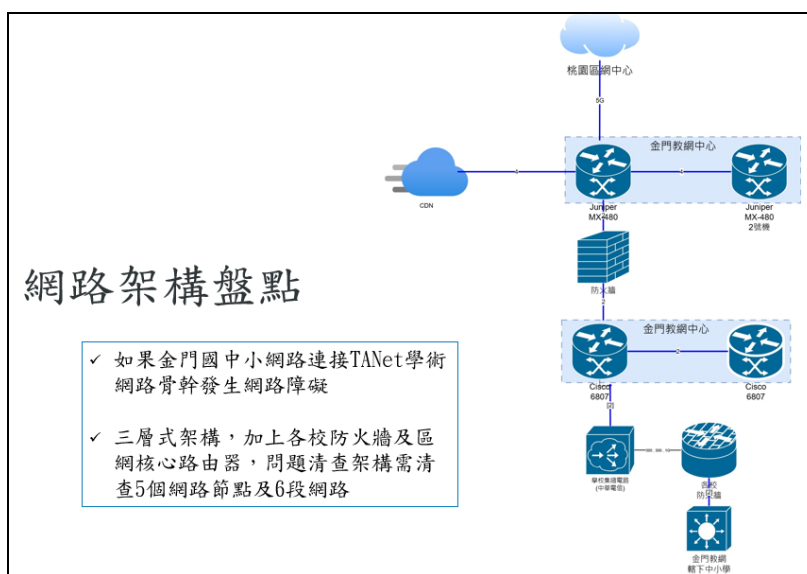 桃園區網中心
5G
金門教網中心
4
4
CDN
Juniper
MX-480
Juniper
MX-480
2號機
防火牆
2
網路架構盤點
金門教網中心
2
Cisco
6807
Cisco
6807
✓ 如果金門國中小網路連接TANet學術
網路骨幹發生網路障礙
✓ 三層式架構，加上各校防火牆及區
網核心路由器，問題清查架構需清
查5個網路節點及6段網路
學校集縮電路
(中華電信)
各校
防火牆
金門教網
轄下中小學